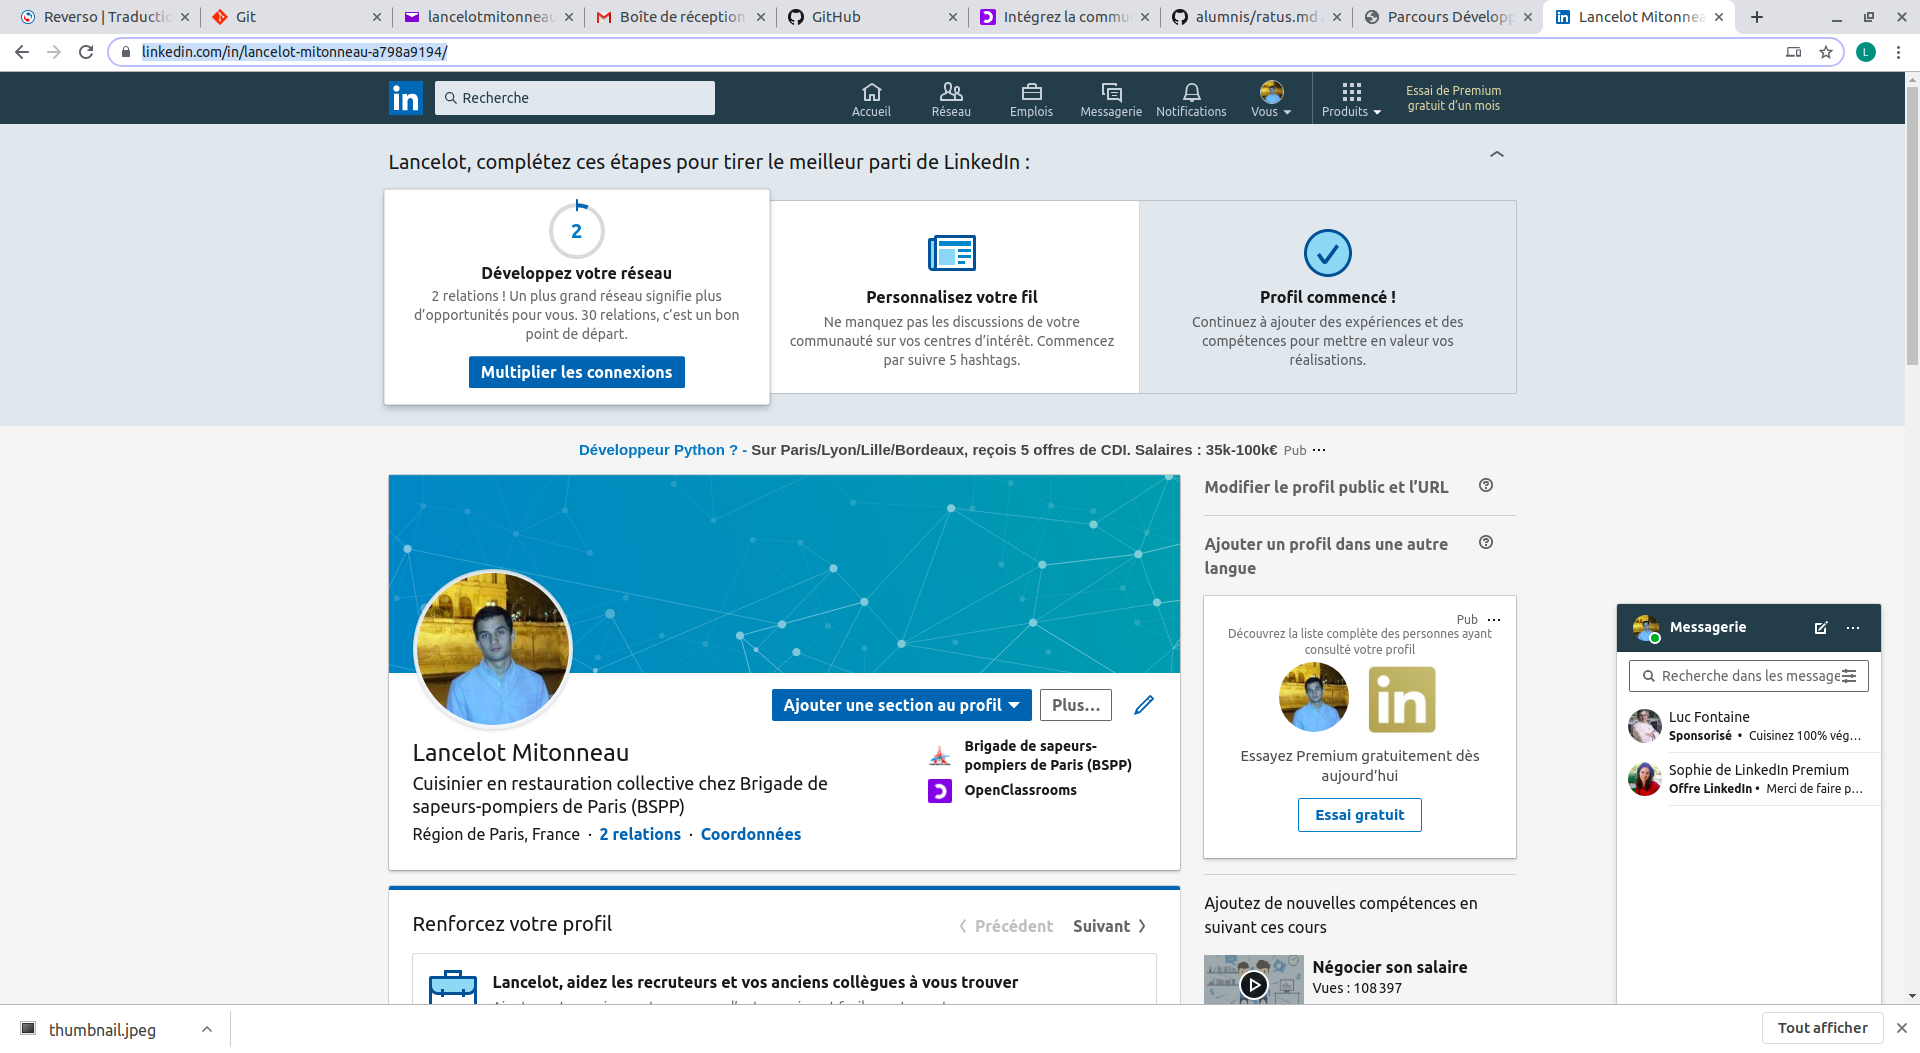 Reverso | Traductio
Git
lancelotmitonneau
Boîte de réception
GitHub
Intégrez la commu
alumnis/ratus.md
Parcours Développ
Lancelot Mitonnea
linkedin.com/in/lancelot-mitonneau-a798a9194/
L
in
Recherche
Accueil
Réseau
Emplois
Messagerie
Notifications
Vous
Produits
Essai de Premium
gratuit d'un mois
Lancelot, complétez ces étapes pour tirer le meilleur parti de LinkedIn :
2
Développez votre réseau
2 relations ! Un plus grand réseau signifie plus
d'opportunités pour vous. 30 relations, c'est un bon
point de départ.
Multiplier les connexions
Personnalisez votre fil
Ne manquez pas les discussions de votre
communauté sur vos centres d'intérêt. Commencez
par suivre 5 hashtags.
Profil commencé !
Continuez à ajouter des expériences et des
compétences pour mettre en valeur vos
réalisations.
Développeur Python ? - Sur Paris/Lyon/Lille/Bordeaux, reçois 5 offres de CDI. Salaires : 35k-100k€ Pub ...
Ajouter une section au profil
Plus...
Lancelot Mitonneau
Cuisinier en restauration collective chez Brigade de
sapeurs-pompiers de Paris (BSPP)
Région de Paris, France · 2 relations · Coordonnées
Brigade de sapeurs-
pompiers de Paris (BSPP)
OpenClassrooms
Renforcez votre profil
Précédent
Suivant
Lancelot, aidez les recruteurs et vos anciens collègues à vous trouver
Modifier le profil public et l'URL
Ajouter un profil dans une autre
langue
Pub ...
Découvrez la liste complète des personnes ayant
consulté votre profil
in
Essayez Premium gratuitement dès
aujourd'hui
Essai gratuit
Ajoutez de nouvelles compétences en
suivant ces cours
Négocier son salaire
Vues : 108 397
Messagerie
Recherche dans les message
Luc Fontaine
Sponsorisé • Cuisinez 100% vég...
Sophie de LinkedIn Premium
Offre LinkedIn • Merci de faire p...
thumbnail.jpeg
Tout afficher